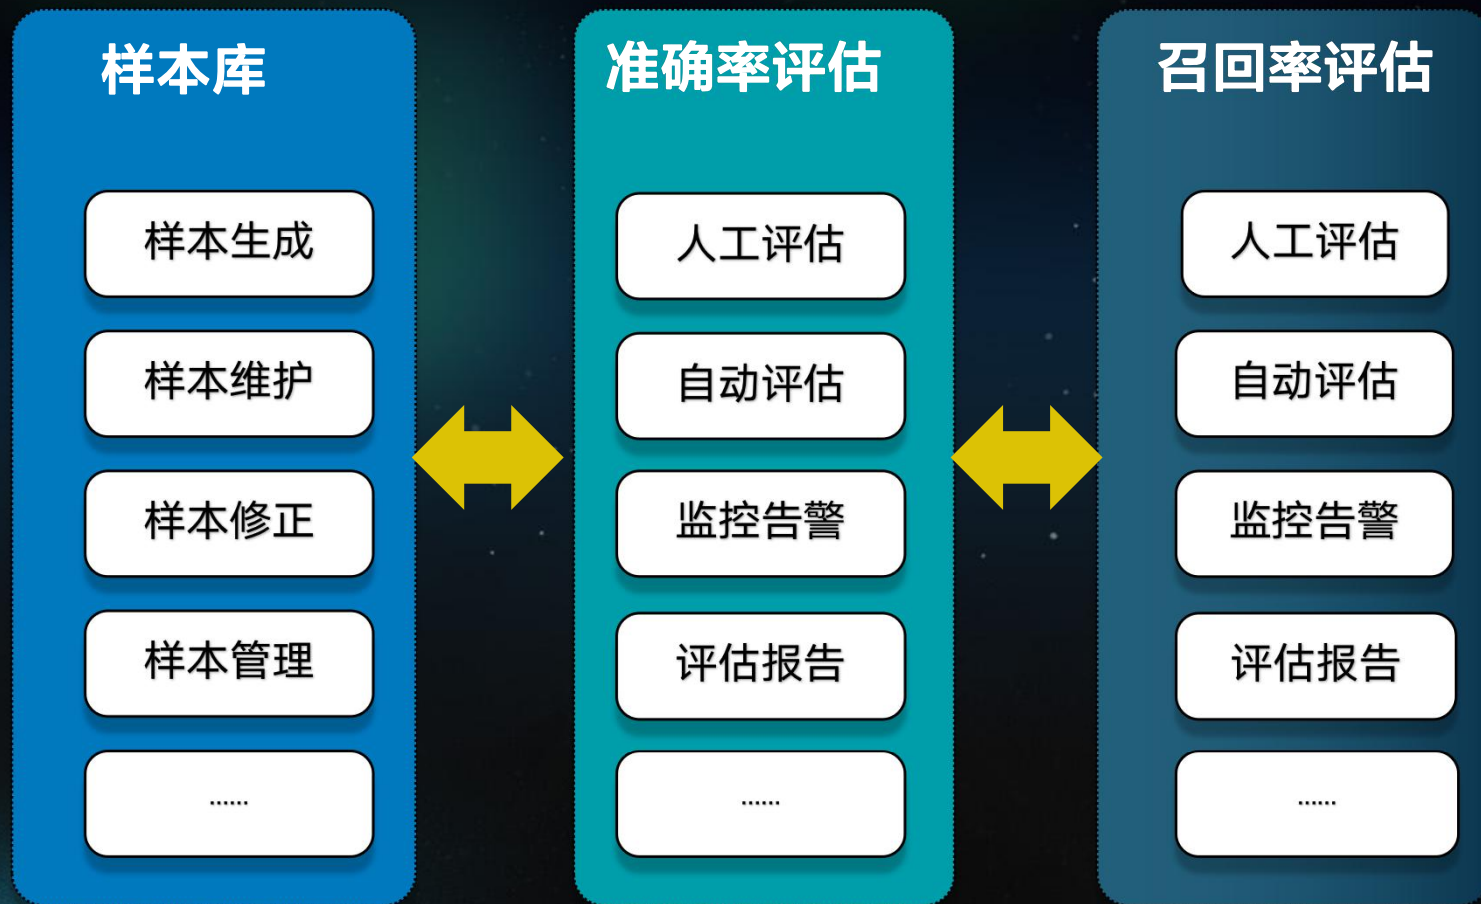 样本库
样本生成
样本维护
样本修正
样本管理
......
准确率评估
人工评估
自动评估
监控告警
评估报告
......
召回率评估
人工评估
自动评估
监控告警
评估报告
......